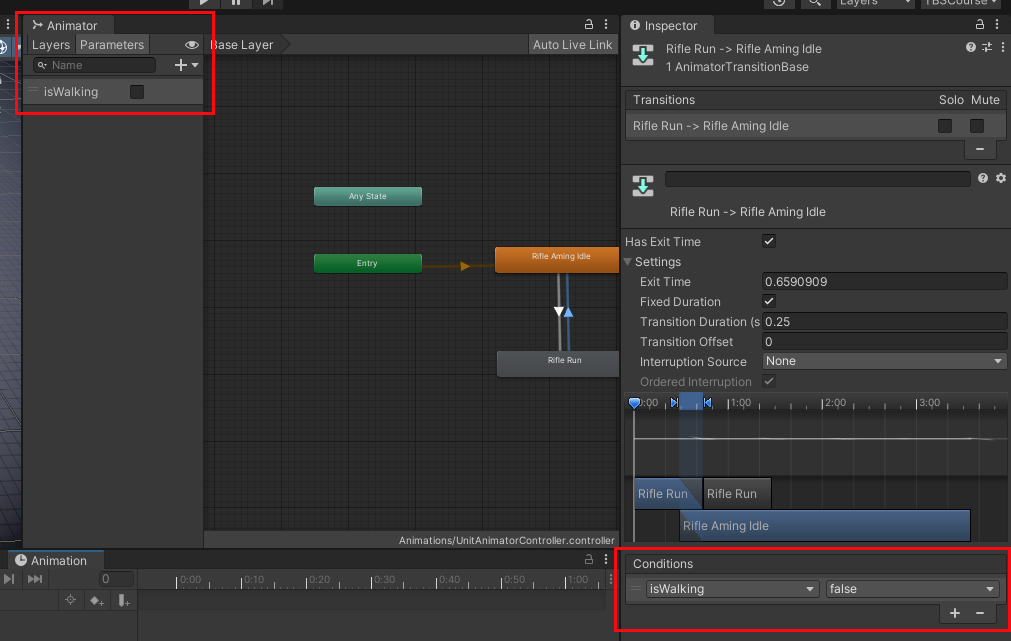 Layers
TBSCourse
Animator
Layers
Parameters
Base Layer
Auto Live Link
Name
isWalking
Any State
Entry
Rifle Aming Idle
Rifle Run
Animations/UnitAnimatorController.controller
Inspector
Rifle Run -> Rifle Aming Idle
1 AnimatorTransitionBase
Transitions
Solo
Mute
Rifle Run -> Rifle Aming Idle
Rifle Run -> Rifle Aming Idle
Has Exit Time
Settings
Exit Time
0.6590909
Fixed Duration
Transition Duration (s
0.25
Transition Offset
0
Interruption Source
None
Ordered Interruption
0:00 1:00 2:00 3:00
Rifle Run
Rifle Run
Rifle Aming Idle
Animation
0
0:00 0:10 0:20 0:30 0:40 0:50 1:00
Conditions
isWalking
false